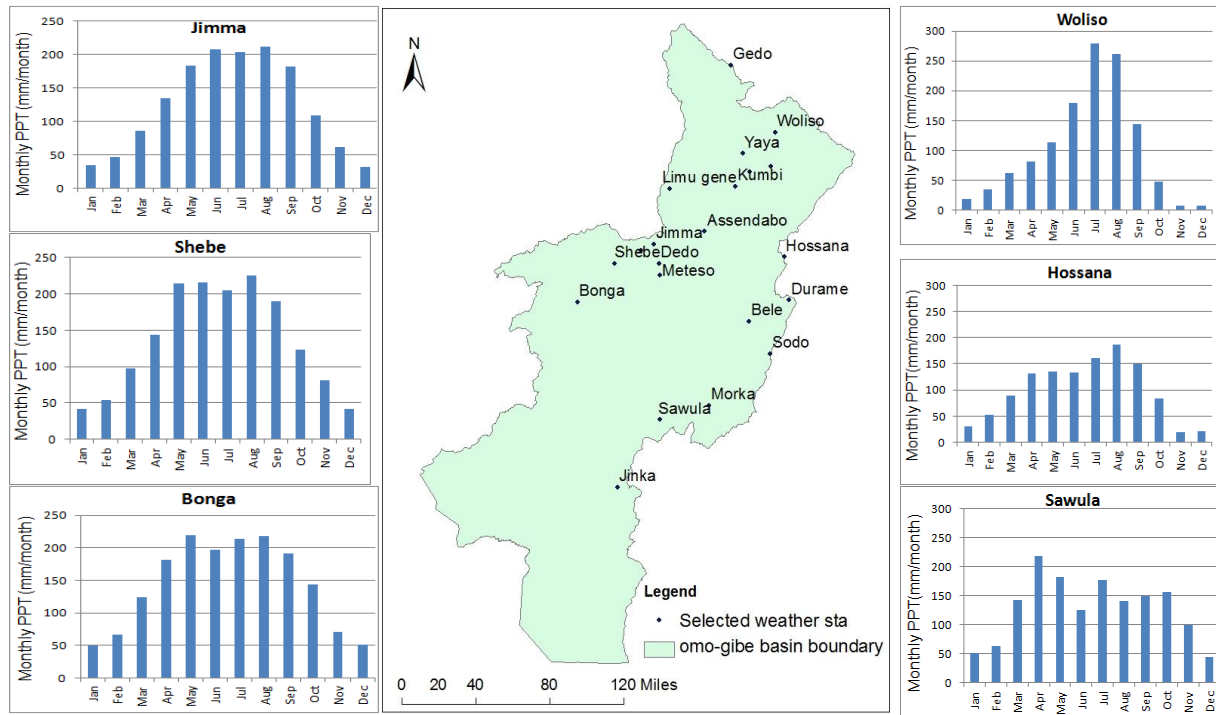 Jimma
Monthly PPT (mm/month)
250
200
150
100
50
0
Jan Feb Mar Apr May Jun Jul Aug Sep Oct Nov Dec
Shebe
Monthly PPT (mm/month)
250
200
150
100
50
0
Jan Feb Mar Apr May Jun Jul Aug Sep Oct Nov Dec
Bonga
Monthly PPT (mm/month)
250
200
150
100
50
0
Jan Feb Mar Apr May Jun Jul Aug Sep Oct Nov Dec
N
Gedo
Woliso
Yaya
Kumbi
Limu gene
Assendabo
Jimma
Hossana
Shebe
Dedo
Meteso
Bonga
Durame
Bele
Sodo
Morka
Sawula
Jinka
Legend
Selected weather sta
omo-gibe basin boundary
0 40 80 120 Miles
Woliso
Monthly PPT (mm/month)
300
250
200
150
100
50
0
Jan Feb Mar Apr May Jun Jul Aug Sep Oct Nov Dec
Hossana
Monthly PPT(mm/month)
300
250
200
150
100
50
0
Jan Feb Mar Apr May Jun Jul Aug Sep Oct Nov Dec
Sawula
Monthly PPT (mm/month)
300
250
200
150
100
50
0
Jan Feb Mar Apr May Jun Jul Aug Sep Oct Nov Dec